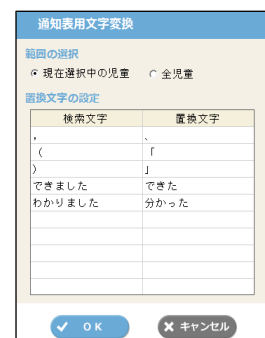 通知表用文字変換
範囲の選択
現在選択中の児童 全児童
置換文字の設定
検索文字 置換文字
, 、
( 「
) 」
できました できた
わかりました 分かった
OK キャンセル